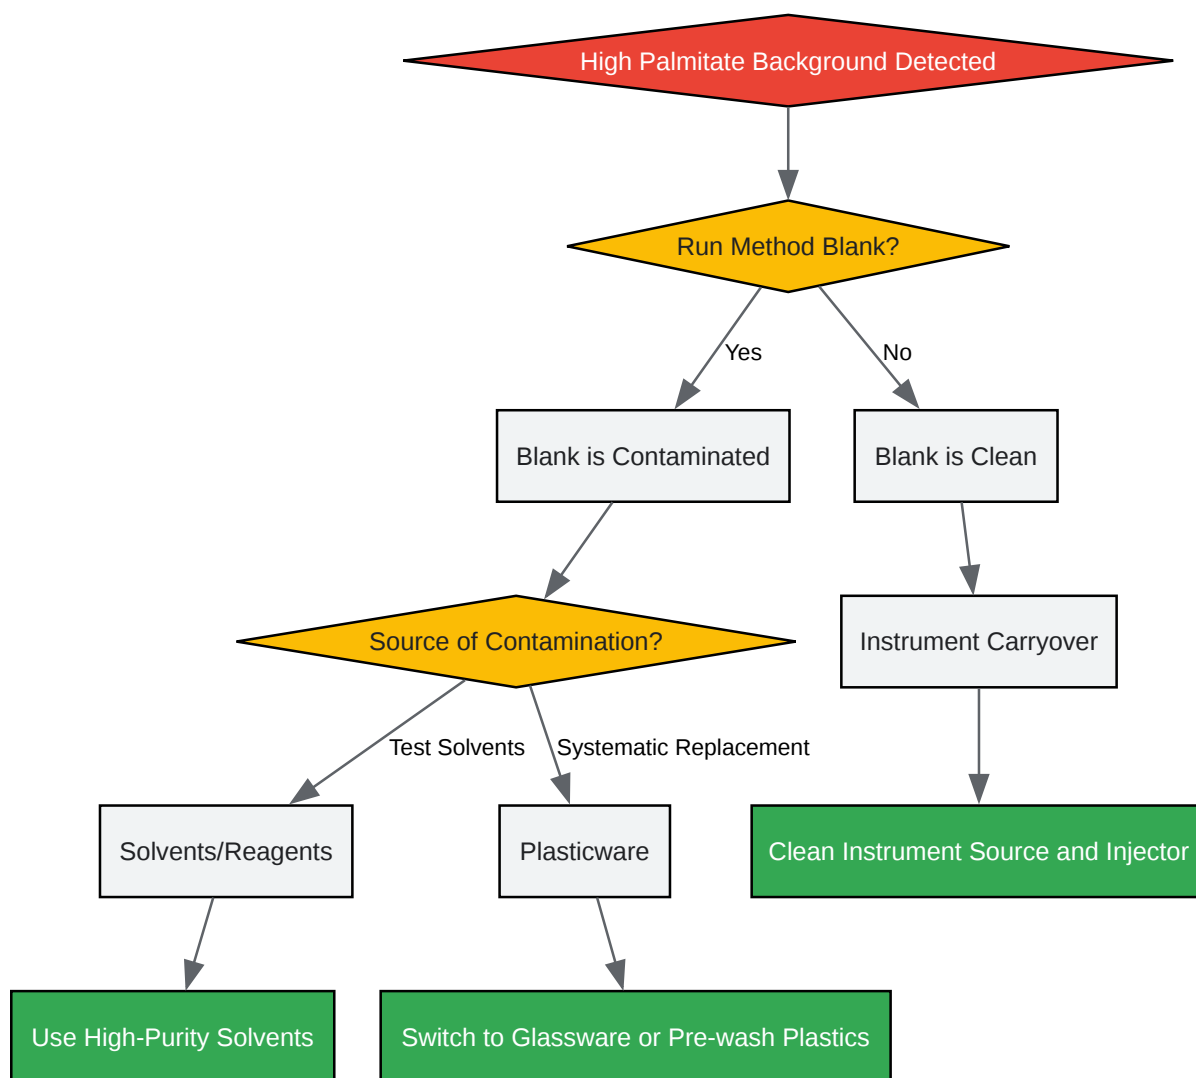 High Palmitate Background Detected
Run Method Blank?
Yes
No
Blank is Contaminated
Blank is Clean
Source of Contamination?
Instrument Carryover
Test Solvents
Systematic Replacement
Solvents/Reagents
Plasticware
Clean Instrument Source and Injector
Use High-Purity Solvents
Switch to Glassware or Pre-wash Plastics